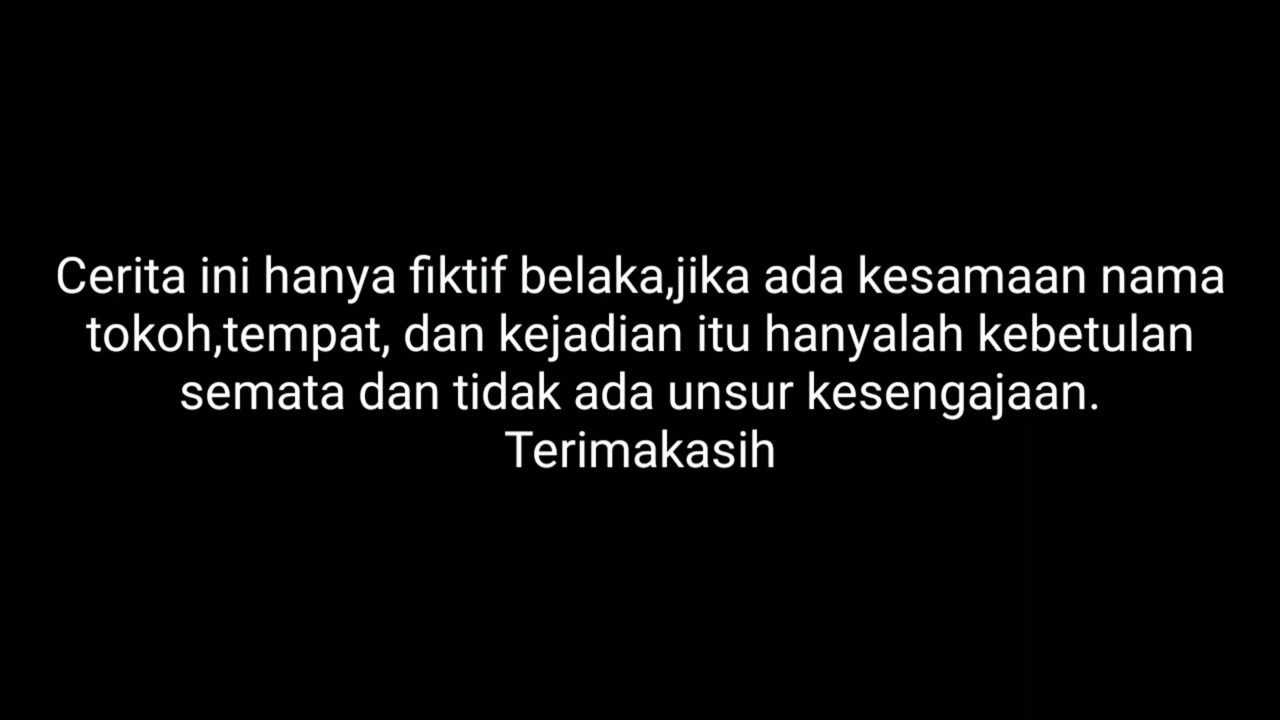 Cerita ini hanya fiktif belaka,jika ada kesamaan nama
tokoh,tempat, dan kejadian itu hanyalah kebetulan
semata dan tidak ada unsur kesengajaan.
Terimakasih